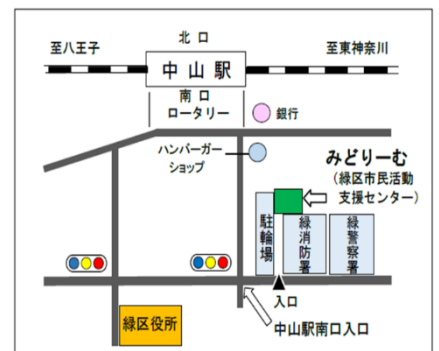 北 口
至八王子
至東神奈川
中山駅
南 口
ロータリー
銀行
ハンバーガー
ショップ
みどりーむ
（緑区市民活動
支援センター）
駐輪場
緑消防署
緑警察署
入口
緑区役所
中山駅南口入口